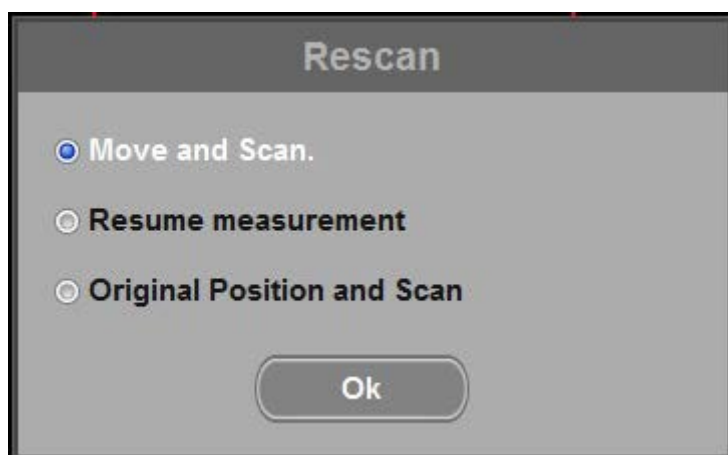 Rescan
Move and Scan.
Resume measurement
Original Position and Scan
Ok